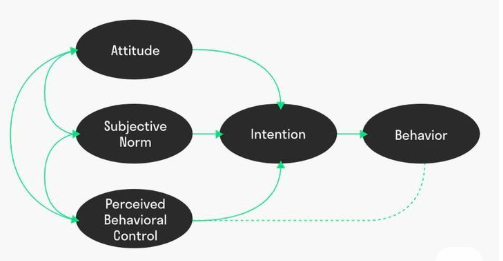 Attitude
Subjective
Norm
Intention
Behavior
Perceived
Behavioral
Control